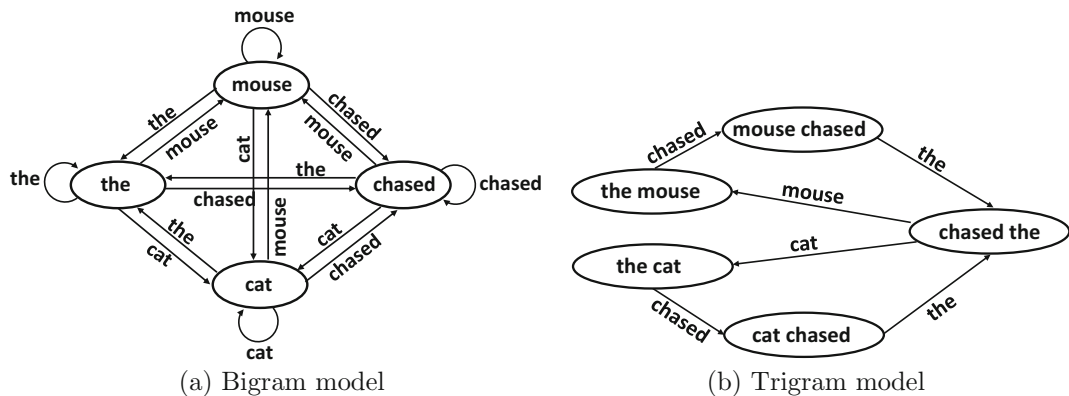 mouse
mouse
the
mouse
cat
chased
mouse
the
the
the
chased
chased
chased
the
cat
mouse
cat
chased
cat
cat
(a) Bigram model
mouse chased
chased
the
the mouse
mouse
chased the
cat
the cat
chased
the
cat chased
(b) Trigram model